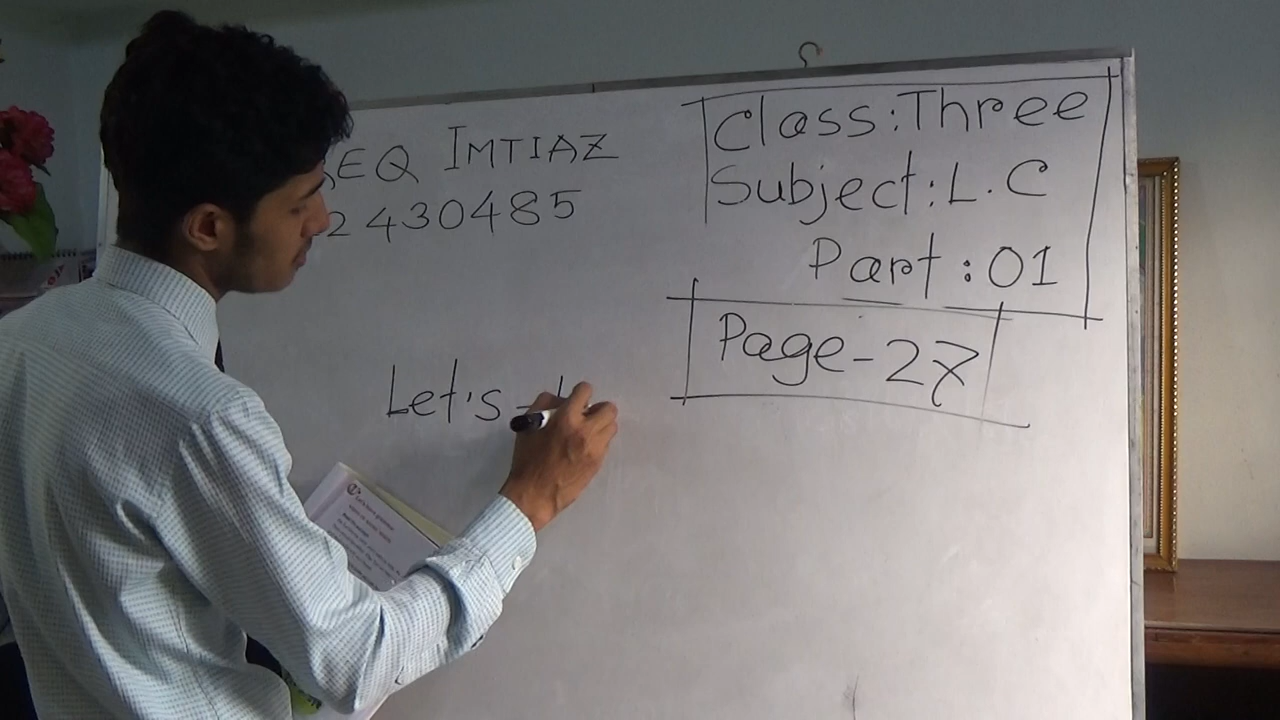 EQ IMTIAZ
2430485
Class: Three
Subject: L.C
Part: 01
Page-27
Let's